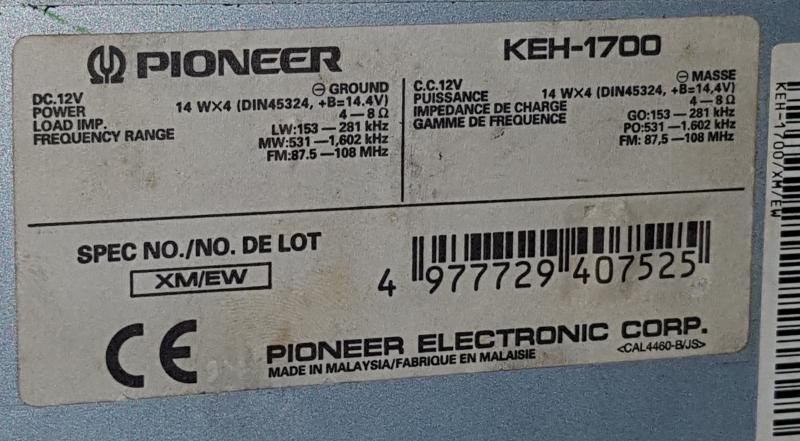 PIONEER
KEH-1700
DC.12V ⊖ GROUND
POWER 14 W×4 (DIN45324, +B=14.4V)
LOAD IMP. 4—8Ω
FREQUENCY RANGE LW:153—281 kHz
MW:531—1,602 kHz
FM:87.5—108 MHz
C.C.12V ⊖ MASSE
PUISSANCE 14 W×4 (DIN45324, +B=14.4V)
IMPEDANCE DE CHARGE 4—8Ω
GAMME DE FREQUENCE GO:153—281 kHz
PO:531—1.602 kHz
FM: 87,5—108 MHz
SPEC NO./NO. DE LOT
XM/EW
4 977729 407525
CE
PIONEER ELECTRONIC CORP.
MADE IN MALAYSIA/FABRIQUE EN MALAISIE
<CAL4460-B/JS>
KEH-1700/XM/EW